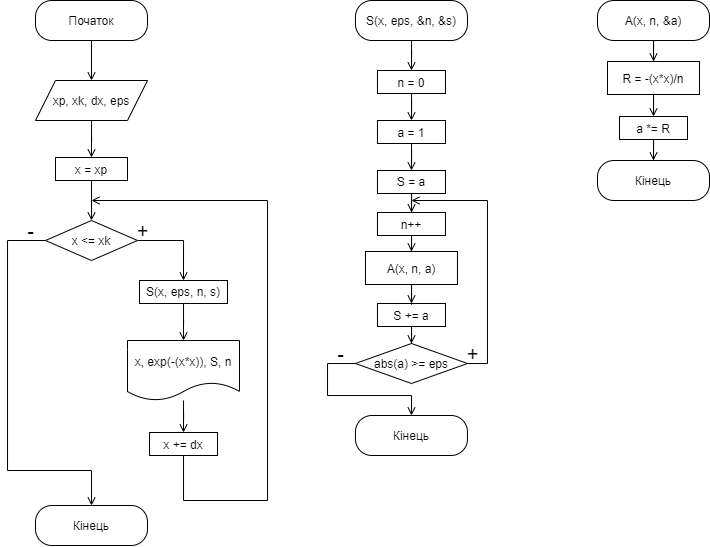 Початок
xp, xk, dx, eps
x = xp
x <= xk
-
+
S(x, eps, n, s)
x, exp(-(x*x)), S, n
x += dx
Кінець
S(x, eps, &n, &s)
n = 0
a = 1
S = a
n++
A(x, n, a)
S += a
abs(a) >= eps
-
+
Кінець
A(x, n, &a)
R = -(x*x)/n
a *= R
Кінець